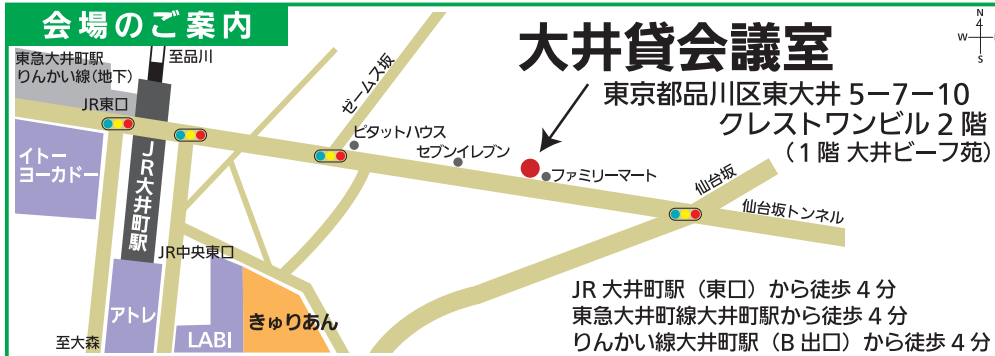 会場のご案内
N
W
S
大井貸会議室
東京都品川区東大井 5−7−10
クレストワンビル 2 階
(1 階 大井ビーフ苑)
東急大井町駅
りんかい線(地下)
至品川
JR東口
ゼームス坂
ピタットハウス
セブンイレブン
ファミリーマート
仙台坂
仙台坂トンネル
イトー
ヨーカドー
JR大井町駅
JR中央東口
アトレ
LABI
きゅりあん
至大森
JR 大井町駅（東口）から徒歩 4 分
東急大井町線大井町駅から徒歩 4 分
りんかい線大井町駅（B 出口）から徒歩 4 分